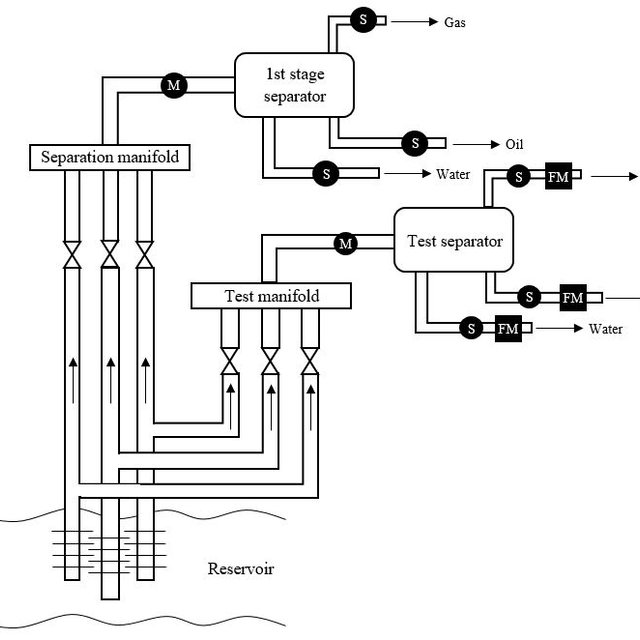 S
Gas
1st stage
separator
M
S
Oil
Separation manifold
S
Water
S
FM
M
Test separator
Test manifold
S
FM
S
FM
Water
Reservoir